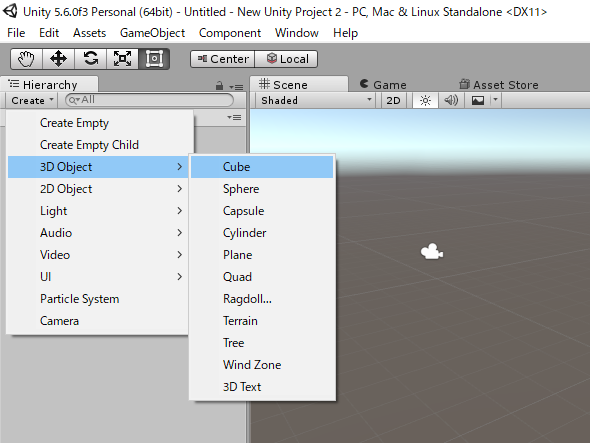 Unity 5.6.0f3 Personal (64bit) - Untitled - New Unity Project 2 - PC, Mac & Linux Standalone <DX11>
File Edit Assets GameObject Component Window Help
Center Local
Hierarchy Scene Game Asset Store
Create All Shaded 2D
Create Empty
Create Empty Child
3D Object Cube
2D Object Sphere
Light Capsule
Audio Cylinder
Video Plane
UI Quad
Particle System Ragdoll...
Camera Terrain
Tree
Wind Zone
3D Text